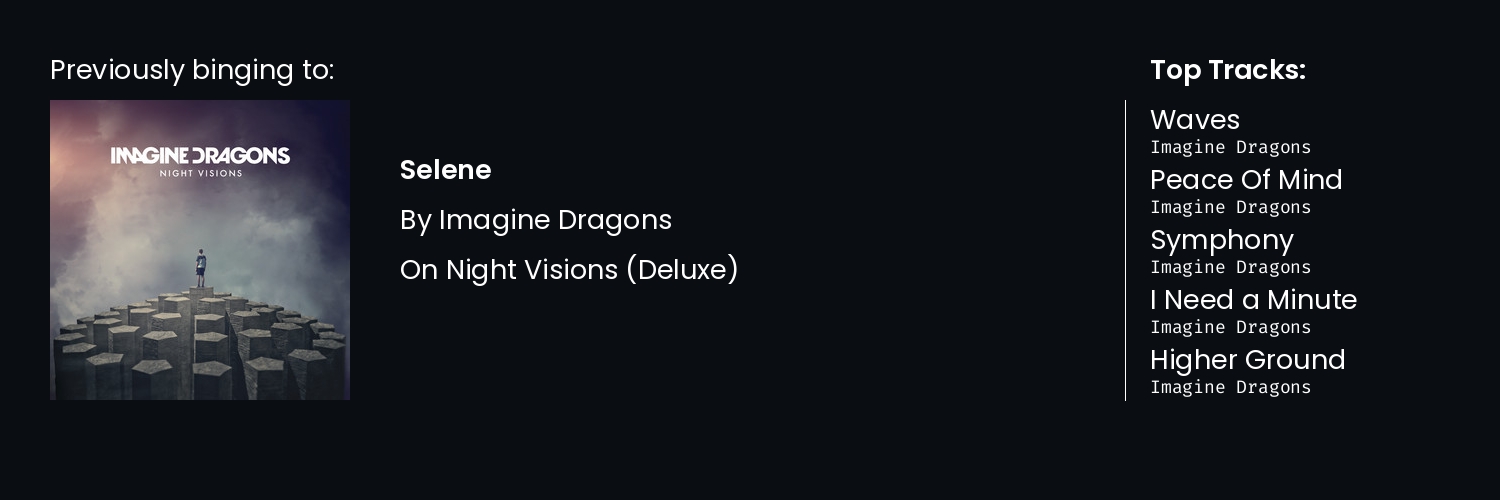 Previously binging to:
IMAGINE DRAGONS
NIGHT VISIONS
Selene
By Imagine Dragons
On Night Visions (Deluxe)
Top Tracks:
Waves
Imagine Dragons
Peace Of Mind
Imagine Dragons
Symphony
Imagine Dragons
I Need a Minute
Imagine Dragons
Higher Ground
Imagine Dragons